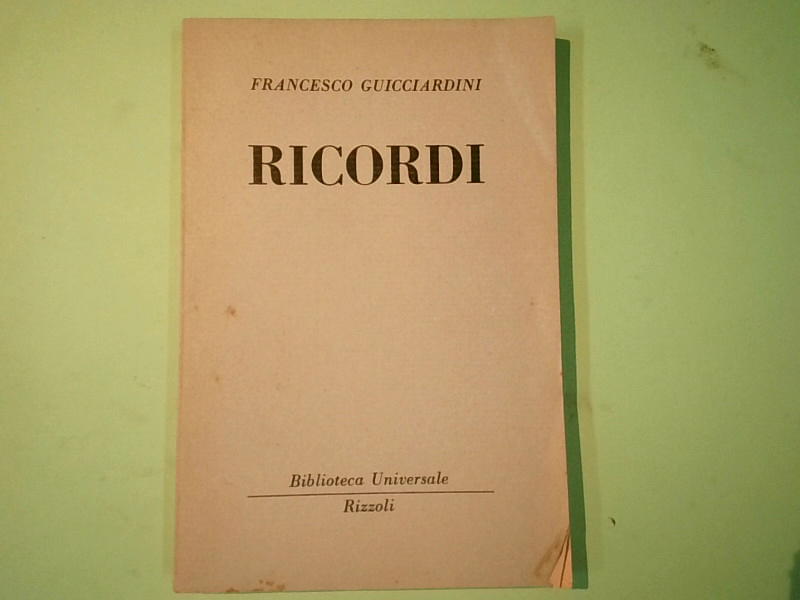 FRANCESCO GUICCIARDINI
RICORDI
Biblioteca Universale
Rizzoli